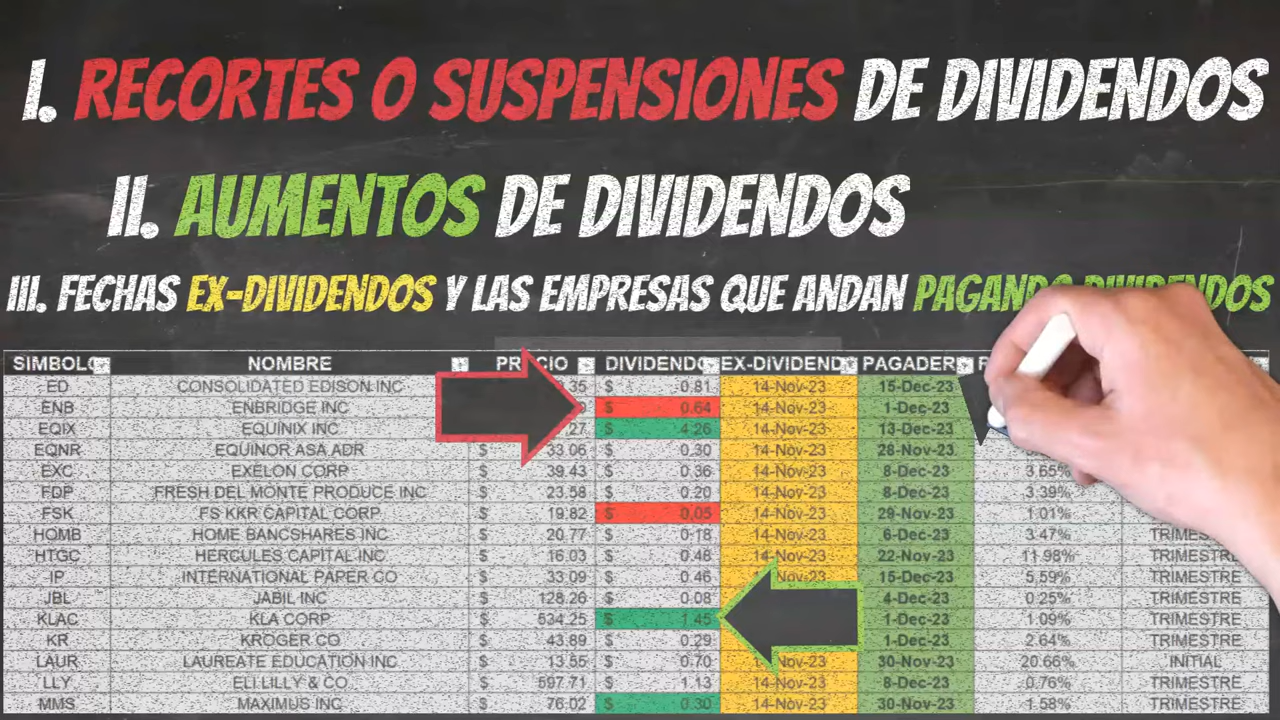 I. RECORTES O SUSPENSIONES DE DIVIDENDOS
II. AUMENTOS DE DIVIDENDOS
III. FECHAS EX-DIVIDENDOS Y LAS EMPRESAS QUE ANDAN PAGANDO DIVIDENDOS
SIMBOLO NOMBRE PRECIO DIVIDENDO EX-DIVIDENDO PAGADER
ED CONSOLIDATED EDISON INC .35 $ 0.81 14-Nov-23 15-Dec-23
ENB ENBRIDGE INC $ 0.64 14-Nov-23 1-Dec-23
EQIX EQUINIX INC .27 $ 4.26 14-Nov-23 13-Dec-23
EQNR EQUINOR ASA ADR $ 33.06 $ 0.30 14-Nov-23 28-Nov-23
EXC EXELON CORP $ 39.43 $ 0.36 14-Nov-23 8-Dec-23 3.65%
FDP FRESH DEL MONTE PRODUCE INC $ 23.58 $ 0.20 14-Nov-23 8-Dec-23 3.39%
FSK FS KKR CAPITAL CORP $ 19.82 $ 0.05 14-Nov-23 29-Nov-23 1.01%
HOMB HOME BANCSHARES INC $ 20.77 $ 0.18 14-Nov-23 6-Dec-23 3.47% TRIMESTRE
HTGC HERCULES CAPITAL INC $ 16.03 $ 0.48 14-Nov-23 22-Nov-23 11.98% TRIMESTRE
IP INTERNATIONAL PAPER CO $ 33.09 $ 0.46 Nov-23 15-Dec-23 5.59% TRIMESTRE
JBL JABIL INC $ 128.26 $ 0.08 4-Dec-23 0.25% TRIMESTRE
KLAC KLA CORP $ 534.25 $ 1.45 1-Dec-23 1.09% TRIMESTRE
KR KROGER CO $ 43.89 $ 0.29 1-Dec-23 2.64% TRIMESTRE
LAUR LAUREATE EDUCATION INC $ 13.55 $ 0.70 14-Nov-23 30-Nov-23 20.66% INITIAL
LLY ELI LILLY & CO $ 597.71 $ 1.13 14-Nov-23 8-Dec-23 0.76% TRIMESTRE
MMS MAXIMUS INC $ 76.02 $ 0.30 14-Nov-23 30-Nov-23 1.58% TRIMESTRE